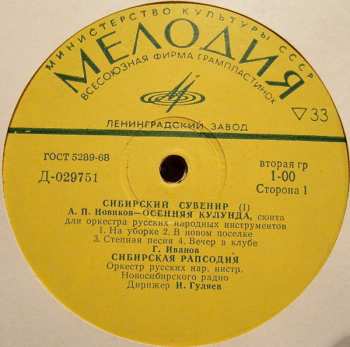 МИНИСТЕРСТВО КУЛЬТУРЫ СССР
МЕЛОДИЯ
ВСЕСОЮЗНАЯ ФИРМА ГРАМПЛАСТИНОК
▽33
ЛЕНИНГРАДСКИЙ ЗАВОД
ГОСТ 5289-68
Д-029751
вторая гр
1-00
Сторона 1
СИБИРСКИЙ СУВЕНИР (1)
А. П. Новиков—ОСЕННЯЯ КУЛУНДА, сюита
для оркестра русских народных инструментов
1. На уборке 2. В новом поселке
3. Степная песня 4. Вечер в клубе
Г. Иванов
СИБИРСКАЯ РАПСОДИЯ
Оркестр русских нар. инстр.
Новосибирского радио
Дирижер И. Гуляев